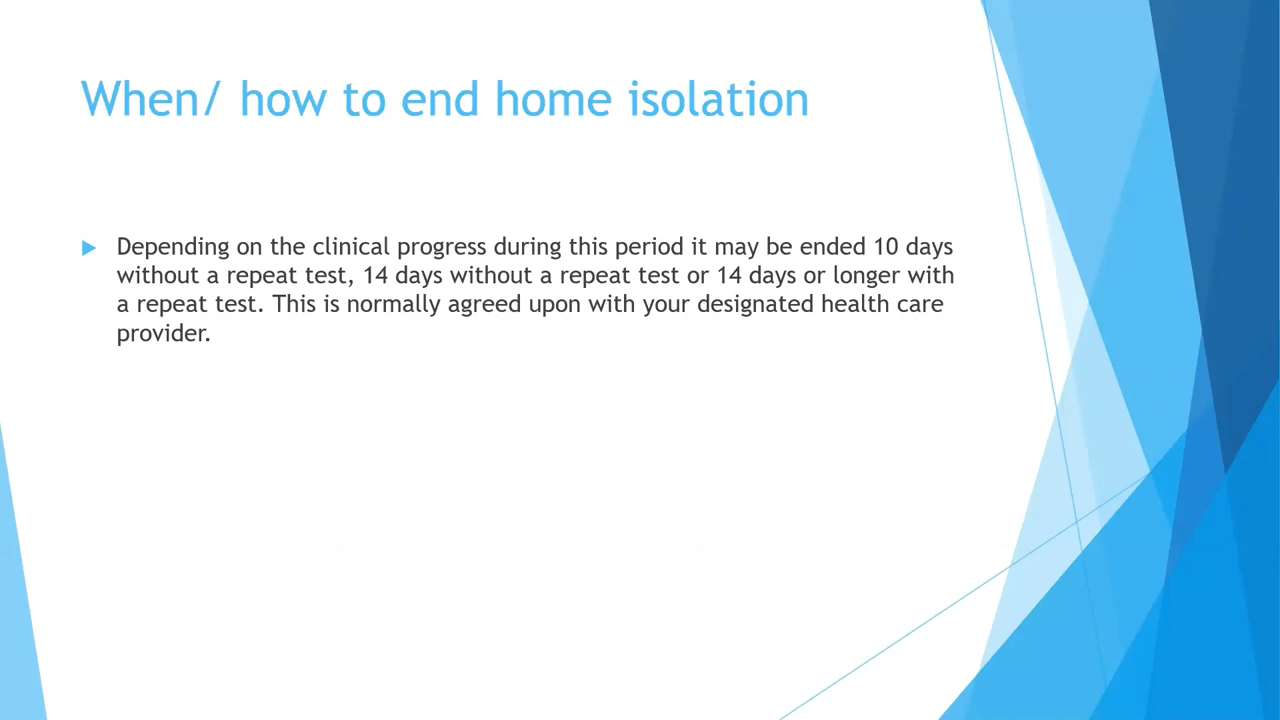 When/ how to end home isolation
Depending on the clinical progress during this period it may be ended 10 days
without a repeat test, 14 days without a repeat test or 14 days or longer with
a repeat test. This is normally agreed upon with your designated health care
provider.